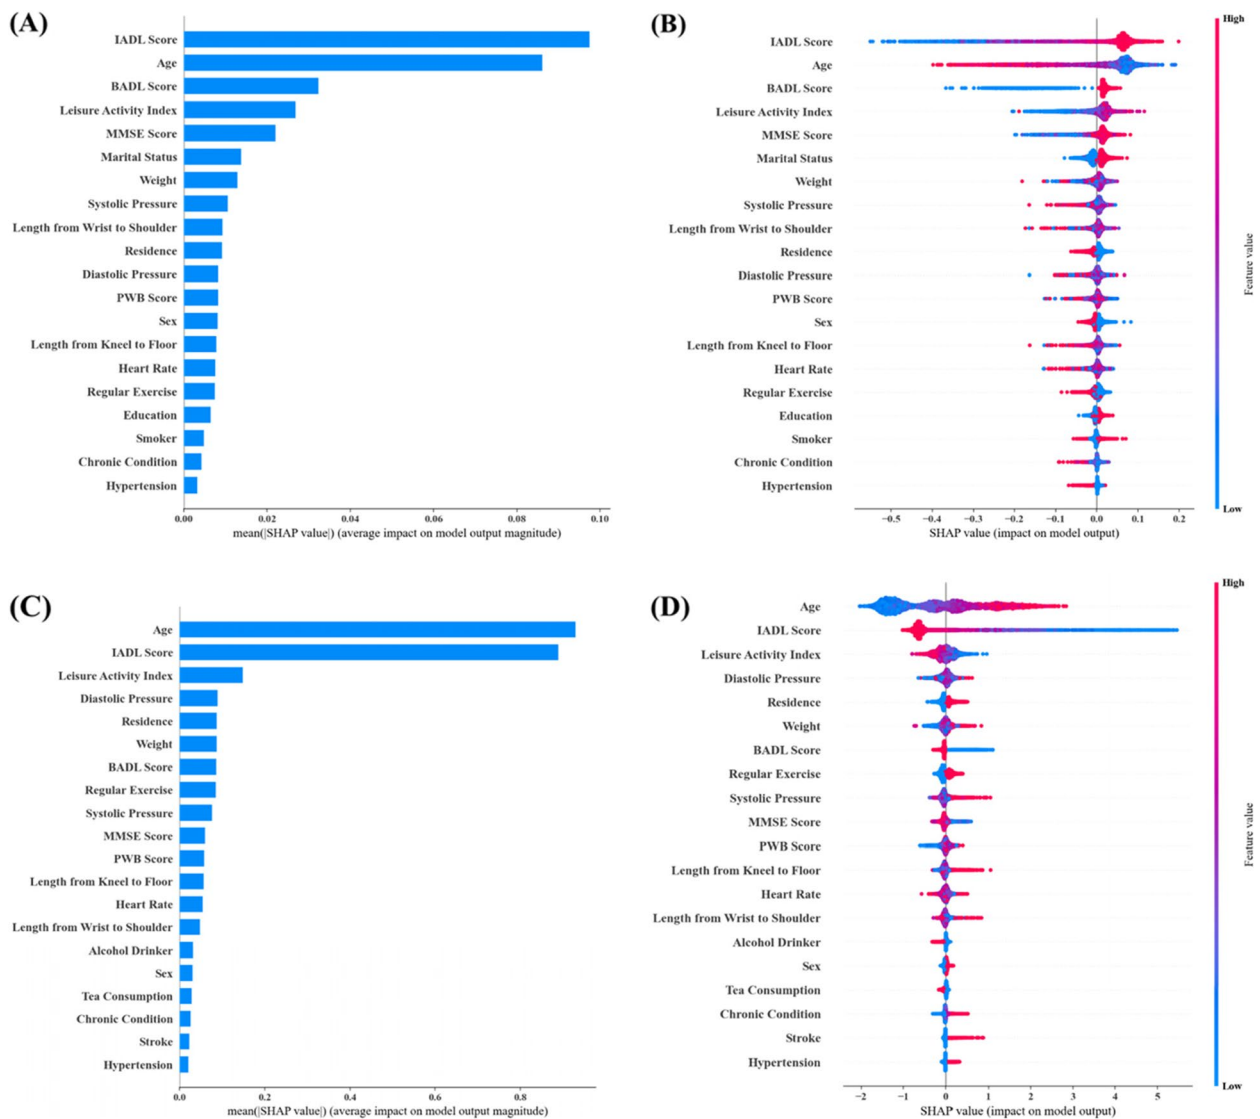 (A)
IADL Score
Age
BADL Score
Leisure Activity Index
MMSE Score
Marital Status
Weight
Systolic Pressure
Length from Wrist to Shoulder
Residence
Diastolic Pressure
PWB Score
Sex
Length from Kneel to Floor
Heart Rate
Regular Exercise
Education
Smoker
Chronic Condition
Hypertension
0.00 0.02 0.04 0.06 0.08 0.10
mean(|SHAP value|) (average impact on model output magnitude)
(B)
High
IADL Score
Age
BADL Score
Leisure Activity Index
MMSE Score
Marital Status
Weight
Systolic Pressure
Length from Wrist to Shoulder
Residence
Diastolic Pressure
PWB Score
Sex
Length from Kneel to Floor
Heart Rate
Regular Exercise
Education
Smoker
Chronic Condition
Hypertension
Feature value
Low
−0.5 −0.4 −0.3 −0.2 −0.1 0.0 0.1 0.2
SHAP value (impact on model output)
(C)
Age
IADL Score
Leisure Activity Index
Diastolic Pressure
Residence
Weight
BADL Score
Regular Exercise
Systolic Pressure
MMSE Score
PWB Score
Length from Kneel to Floor
Heart Rate
Length from Wrist to Shoulder
Alcohol Drinker
Sex
Tea Consumption
Chronic Condition
Stroke
Hypertension
0.0 0.2 0.4 0.6 0.8
mean(|SHAP value|) (average impact on model output magnitude)
(D)
High
Age
IADL Score
Leisure Activity Index
Diastolic Pressure
Residence
Weight
BADL Score
Regular Exercise
Systolic Pressure
MMSE Score
PWB Score
Length from Kneel to Floor
Heart Rate
Length from Wrist to Shoulder
Alcohol Drinker
Sex
Tea Consumption
Chronic Condition
Stroke
Hypertension
Feature value
Low
−2 −1 0 1 2 3 4 5
SHAP value (impact on model output)